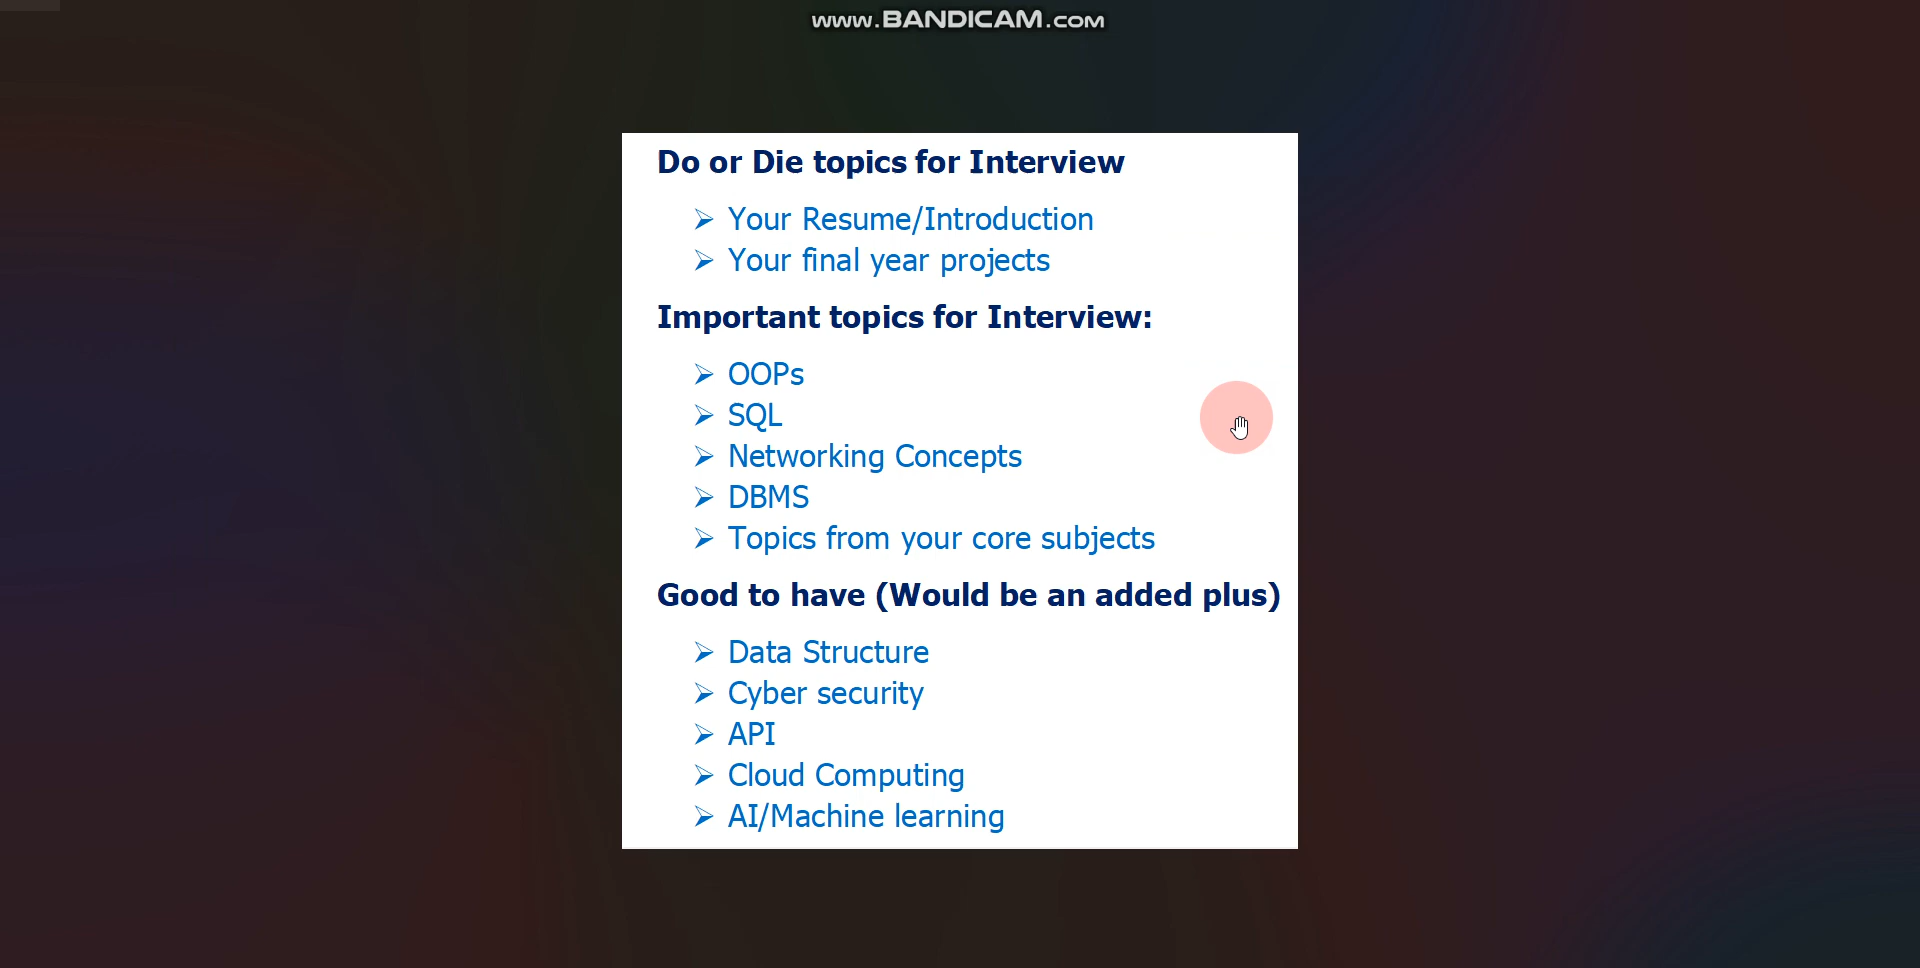 www.BANDICAM.COM
Do or Die topics for Interview
➢ Your Resume/Introduction
➢ Your final year projects
Important topics for Interview:
➢ OOPs
➢ SQL
➢ Networking Concepts
➢ DBMS
➢ Topics from your core subjects
Good to have (Would be an added plus)
➢ Data Structure
➢ Cyber security
➢ API
➢ Cloud Computing
➢ AI/Machine learning